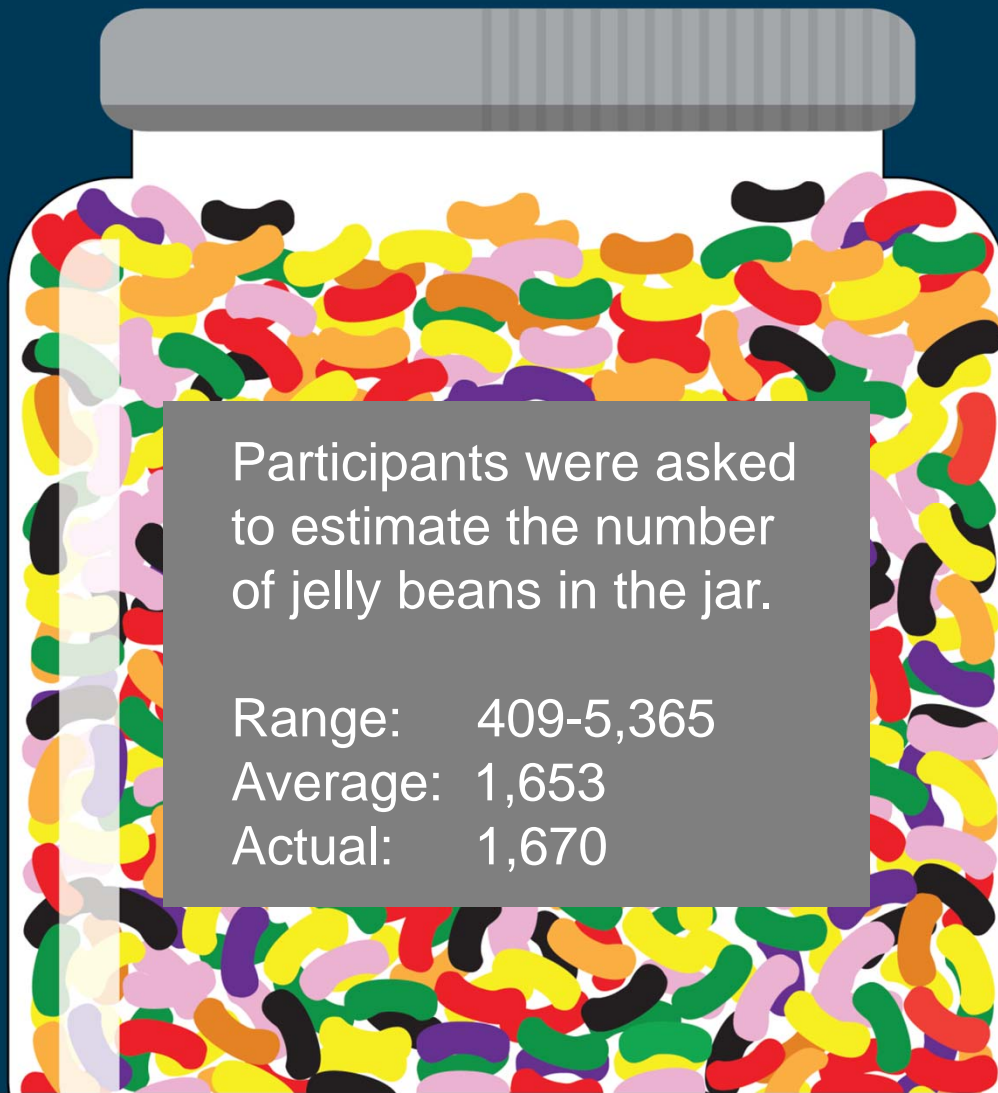 Participants were asked
to estimate the number
of jelly beans in the jar.
Range: 409-5,365
Average: 1,653
Actual: 1,670